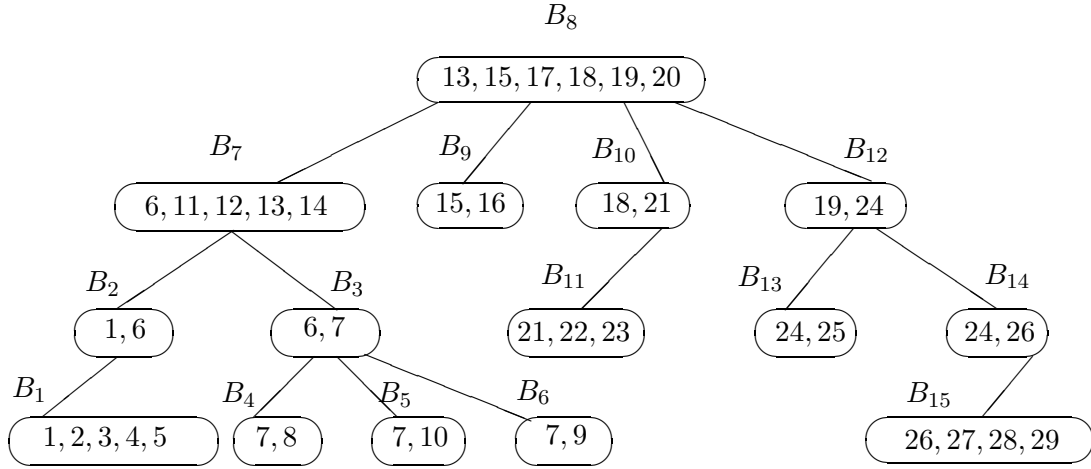 B₈
13, 15, 17, 18, 19, 20
B₇ B₉ B₁₀ B₁₂
6, 11, 12, 13, 14 15, 16 18, 21 19, 24
B₂ B₃ B₁₁ B₁₃ B₁₄
1, 6 6, 7 21, 22, 23 24, 25 24, 26
B₁ B₄ B₅ B₆ B₁₅
1, 2, 3, 4, 5 7, 8 7, 10 7, 9 26, 27, 28, 29